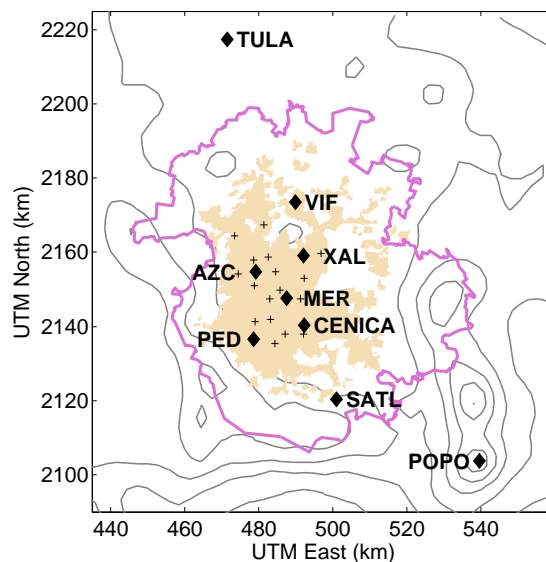 2220
TULA
2200
2180
VIF
2160
XAL
AZC
MER
2140
CENICA
PED
2120
SATL
POPO
2100
440 460 480 500 520 540
UTM East (km)
UTM North (km)